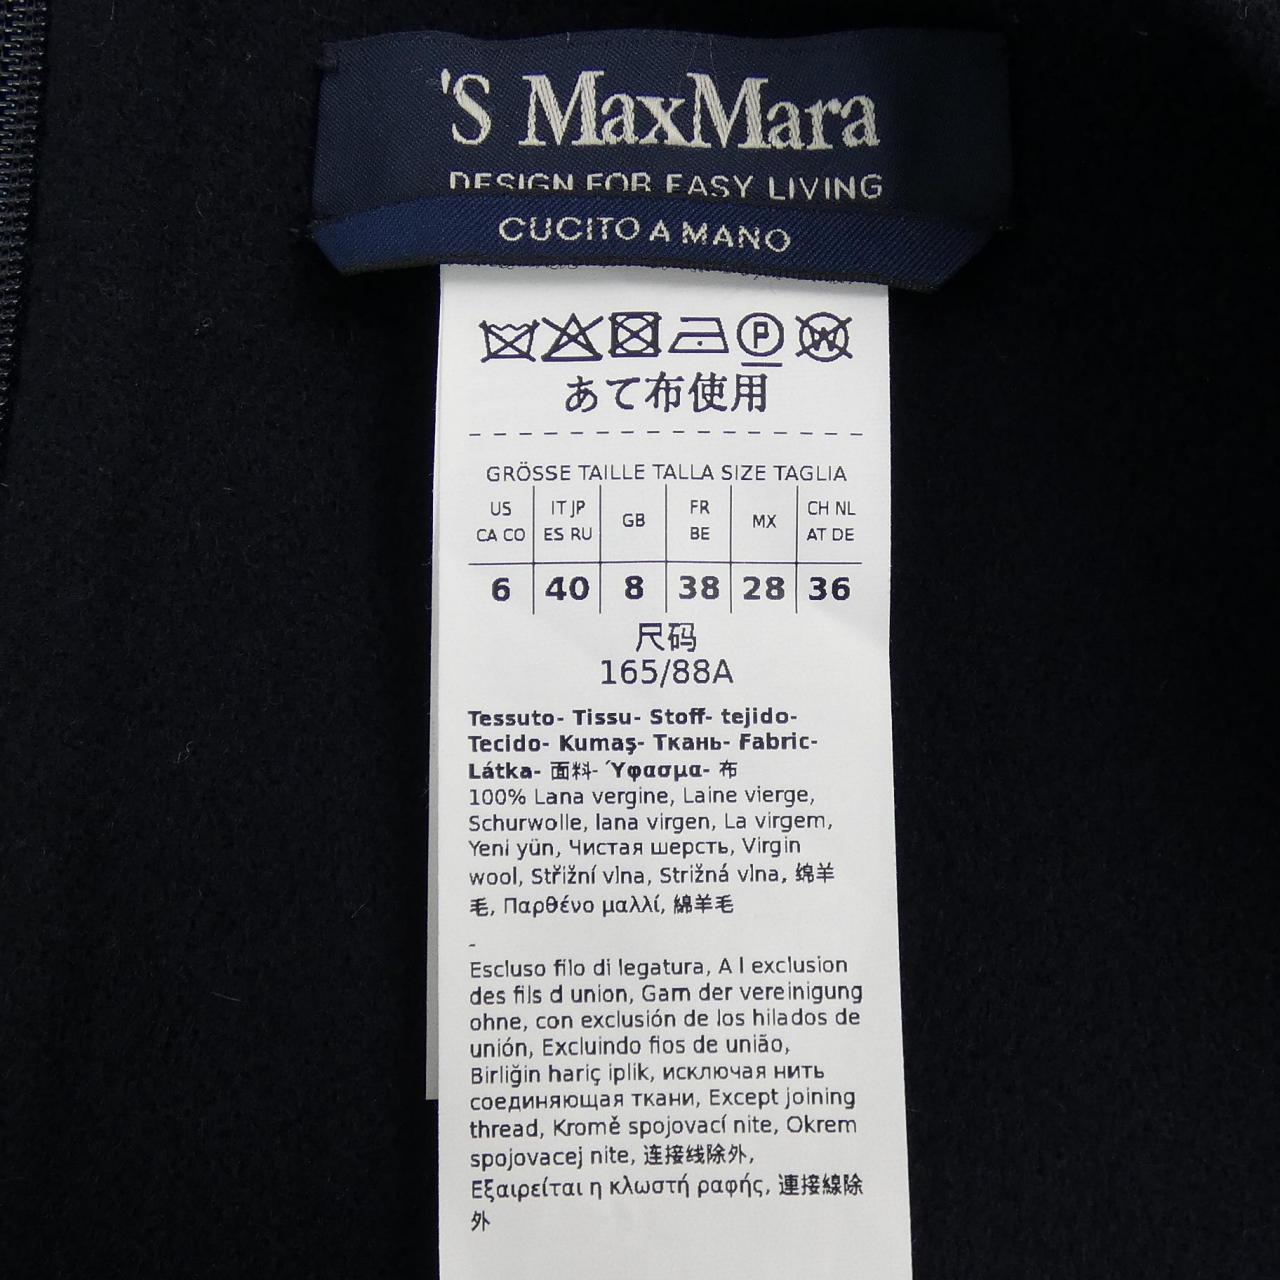 'S MaxMara
DESIGN FOR EASY LIVING
CUCITO A MANO
P W
あて布使用
GRÖSSE TAILLE TALLA SIZE TAGLIA
US CA CO | IT JP ES RU | GB | FR BE | MX | CH NL AT DE
6 | 40 | 8 | 38 | 28 | 36
尺码
165/88A
Tessuto- Tissu- Stoff- tejido-
Tecido- Kumaş- Ткань- Fabric-
Látka- 面料- Ύφασμα- 布
100% Lana vergine, Laine vierge,
Schurwolle, lana virgen, La virgem,
Yeni yün, Чистая шерсть, Virgin
wool, Střižní vlna, Strižná vlna, 绵羊
毛, Παρθένο μαλλί, 綿羊毛
-
Escluso filo di legatura, A l exclusion
des fils d union, Garn der vereinigung
ohne, con exclusión de los hilados de
unión, Excluindo fios de união,
Birliğin hariç iplik, исключая нить
соединяющая ткани, Except joining
thread, Kromě spojovací nite, Okrem
spojovacej nite, 连接线除外,
Εξαιρείται η κλωστή ραφής, 連接線除
外